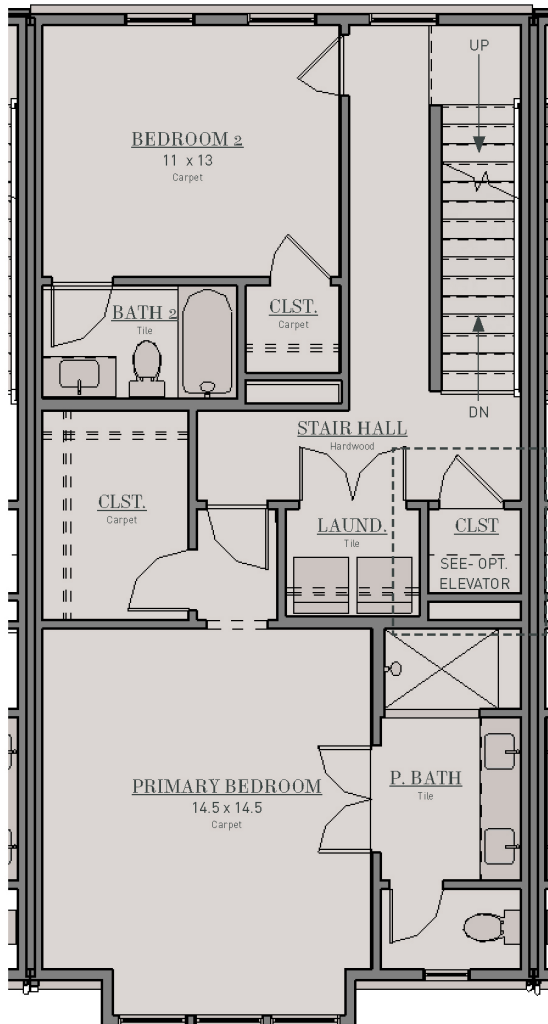 UP
BEDROOM 2
11 x 13
Carpet
BATH 2
Tile
CLST.
Carpet
DN
STAIR HALL
Hardwood
CLST.
Carpet
LAUND.
Tile
CLST
SEE- OPT.
ELEVATOR
PRIMARY BEDROOM
14.5 x 14.5
Carpet
P. BATH
Tile